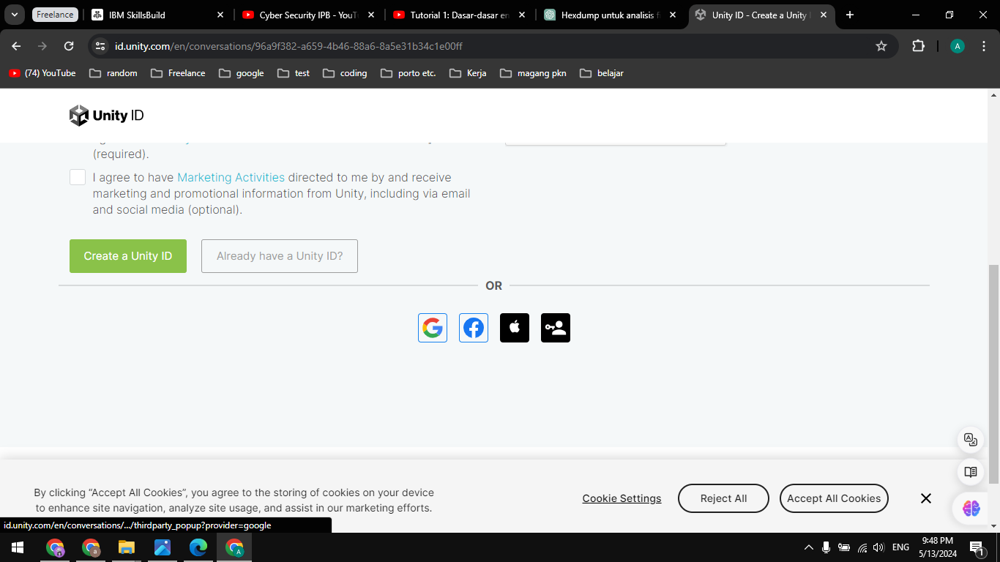 Freelance
IBM SkillsBuild
Cyber Security IPB - YouT
Tutorial 1: Dasar-dasar en
Hexdump untuk analisis f
Unity ID - Create a Unity I
id.unity.com/en/conversations/96a9f382-a659-4b46-88a6-8a5e31b34c1e00ff
A
(74) YouTube
random
Freelance
google
test
coding
porto etc.
Kerja
magang pkn
belajar
Unity ID
(required).
I agree to have Marketing Activities directed to me by and receive
marketing and promotional information from Unity, including via email
and social media (optional).
Create a Unity ID
Already have a Unity ID?
OR
By clicking “Accept All Cookies”, you agree to the storing of cookies on your device
to enhance site navigation, analyze site usage, and assist in our marketing efforts.
Cookie Settings
Reject All
Accept All Cookies
id.unity.com/en/conversations/.../thirdparty_popup?provider=google
ENG
9:48 PM
5/13/2024
1